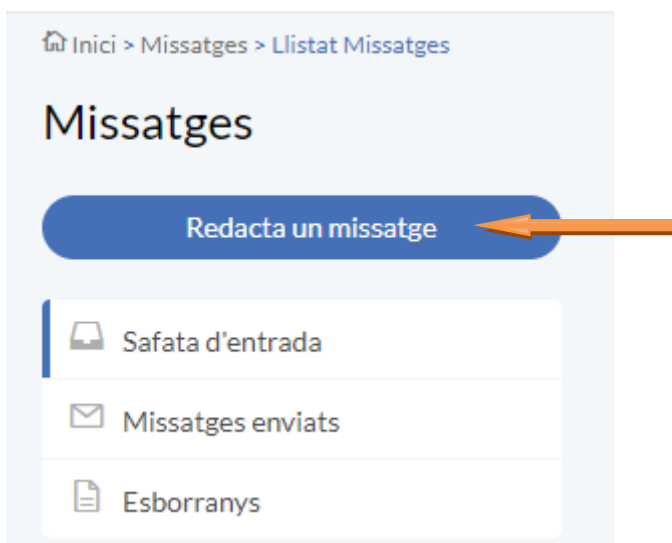 Inici > Missatges > Llistat Missatges
Missatges
Redacta un missatge
Safata d'entrada
Missatges enviats
Esborranys